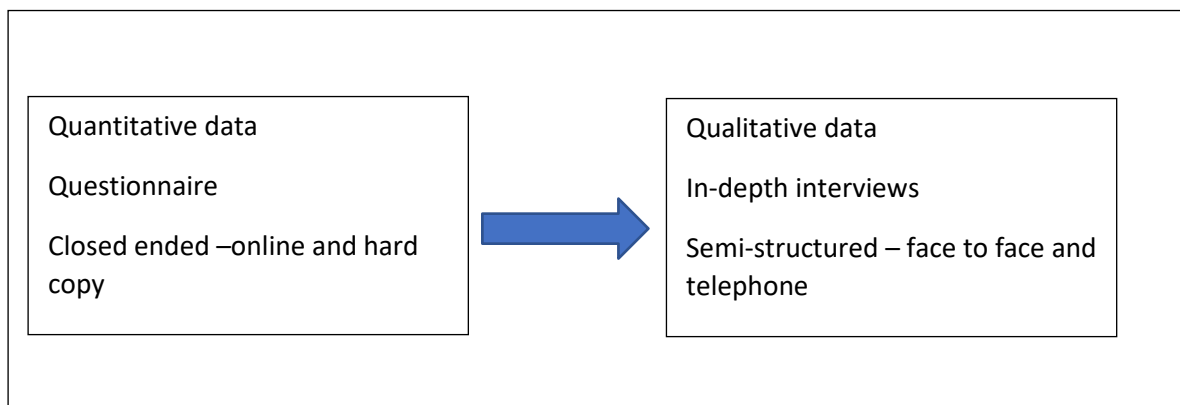 Quantitative data
Questionnaire
Closed ended –online and hard
copy
Qualitative data
In-depth interviews
Semi-structured – face to face and
telephone